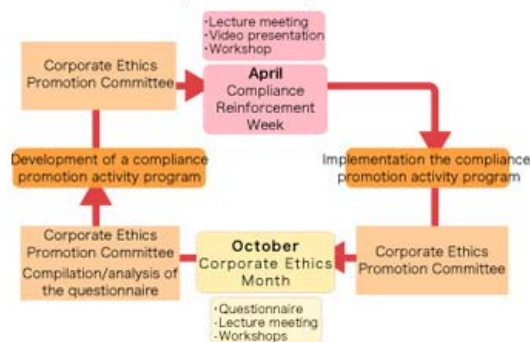 ·Lecture meeting
·Video presentation
·Workshop
Corporate Ethics
Promotion Committee
April
Compliance
Reinforcement
Week
Development of a compliance
promotion activity program
Implementation the compliance
promotion activity program
Corporate Ethics
Promotion Committee
Compilation/analysis of
the questionnaire
October
Corporate Ethics
Month
Corporate Ethics
Promotion Committee
·Questionnaire
·Lecture meeting
·Workshops